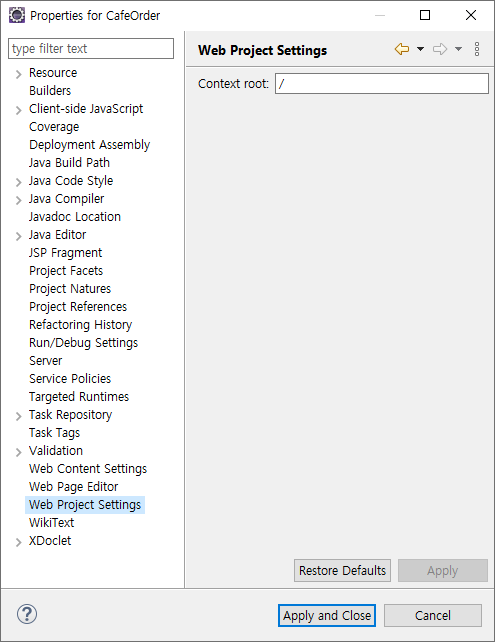 Properties for CafeOrder
type filter text
Resource
Builders
Client-side JavaScript
Coverage
Deployment Assembly
Java Build Path
Java Code Style
Java Compiler
Javadoc Location
Java Editor
JSP Fragment
Project Facets
Project Natures
Project References
Refactoring History
Run/Debug Settings
Server
Service Policies
Targeted Runtimes
Task Repository
Task Tags
Validation
Web Content Settings
Web Page Editor
Web Project Settings
WikiText
XDoclet
Web Project Settings
Context root: /
Restore Defaults Apply
? Apply and Close Cancel